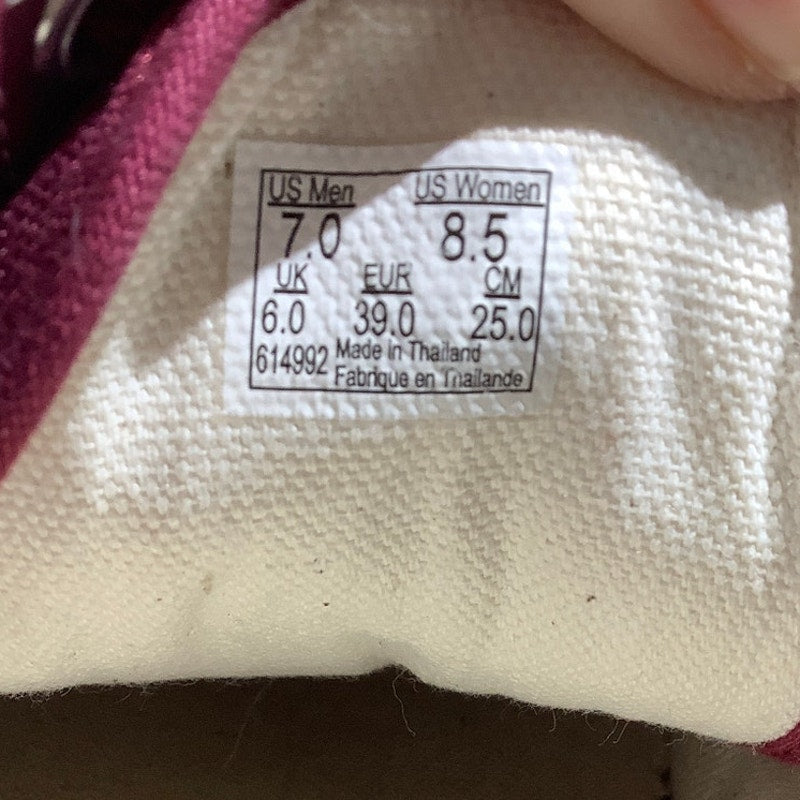 US Men US Women
7.0 8.5
UK EUR CM
6.0 39.0 25.0
614992 Made in Thailand
Fabrique en Thailande